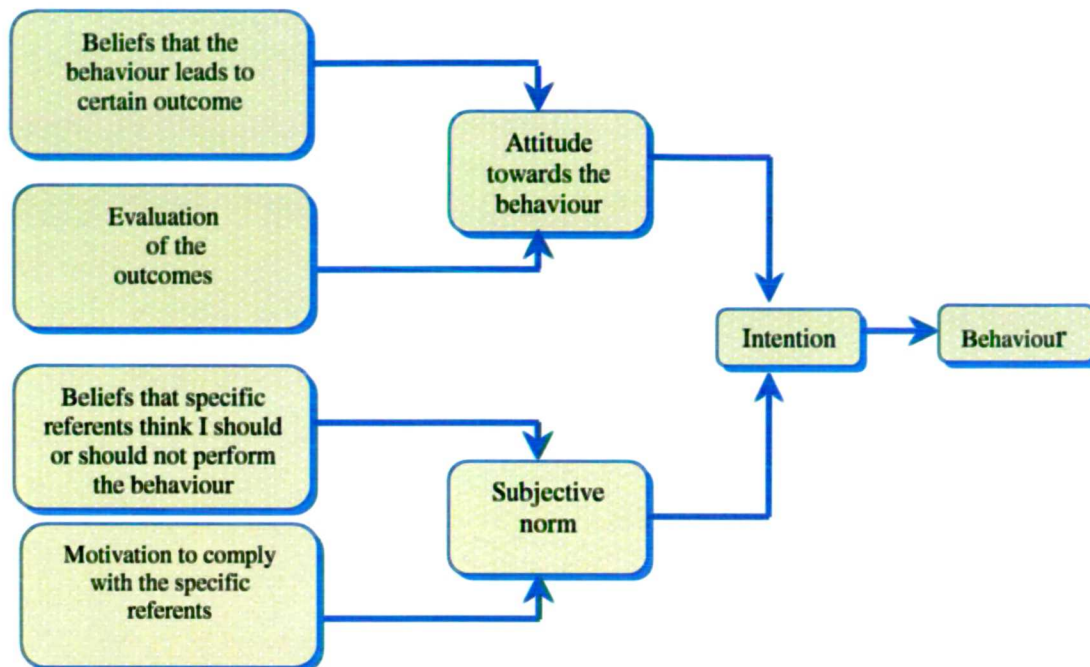 Beliefs that the
behaviour leads to
certain outcome
Attitude
towards the
behaviour
Evaluation
of the
outcomes
Intention
Behaviour
Beliefs that specific
referents think I should
or should not perform
the behaviour
Subjective
norm
Motivation to comply
with the specific
referents